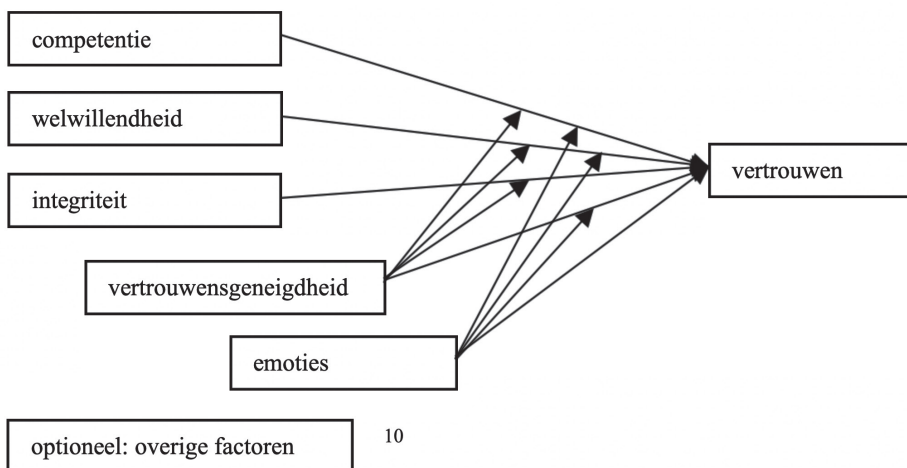 competentie
welwillendheid
vertrouwen
integriteit
vertrouwensgeneigdheid
emoties
optioneel: overige factoren
10